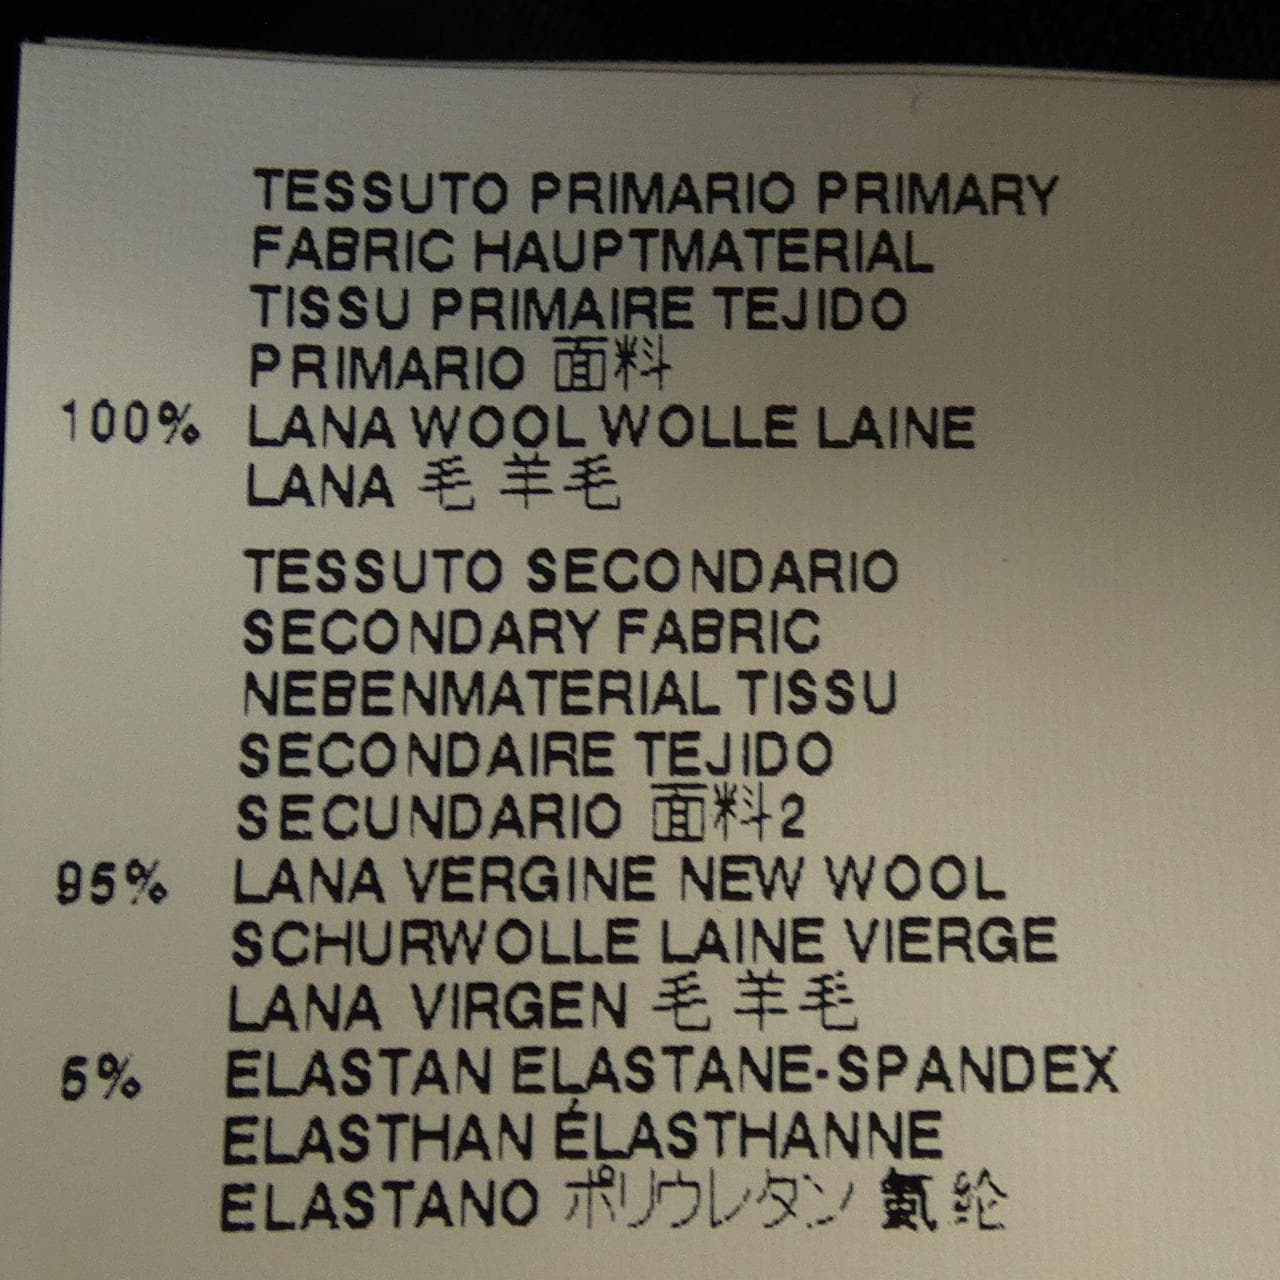 TESSUTO PRIMARIO PRIMARY
FABRIC HAUPTMATERIAL
TISSU PRIMAIRE TEJIDO
PRIMARIO 面料
100% LANA WOOL WOLLE LAINE
LANA 毛 羊毛
TESSUTO SECONDARIO
SECONDARY FABRIC
NEBENMATERIAL TISSU
SECONDAIRE TEJIDO
SECUNDARIO 面料2
95% LANA VERGINE NEW WOOL
SCHURWOLLE LAINE VIERGE
LANA VIRGEN 毛 羊毛
5% ELASTAN ELASTANE-SPANDEX
ELASTHAN ÉLASTHANNE
ELASTANO ポリウレタン 氨纶